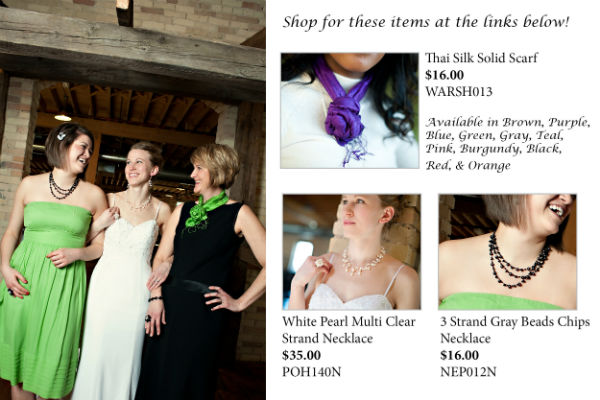 Shop for these items at the links below!
Thai Silk Solid Scarf
$16.00
WARSH013
Available in Brown, Purple,
Blue, Green, Gray, Teal,
Pink, Burgundy, Black,
Red, & Orange
White Pearl Multi Clear
Strand Necklace
$35.00
POH140N
3 Strand Gray Beads Chips
Necklace
$16.00
NEP012N